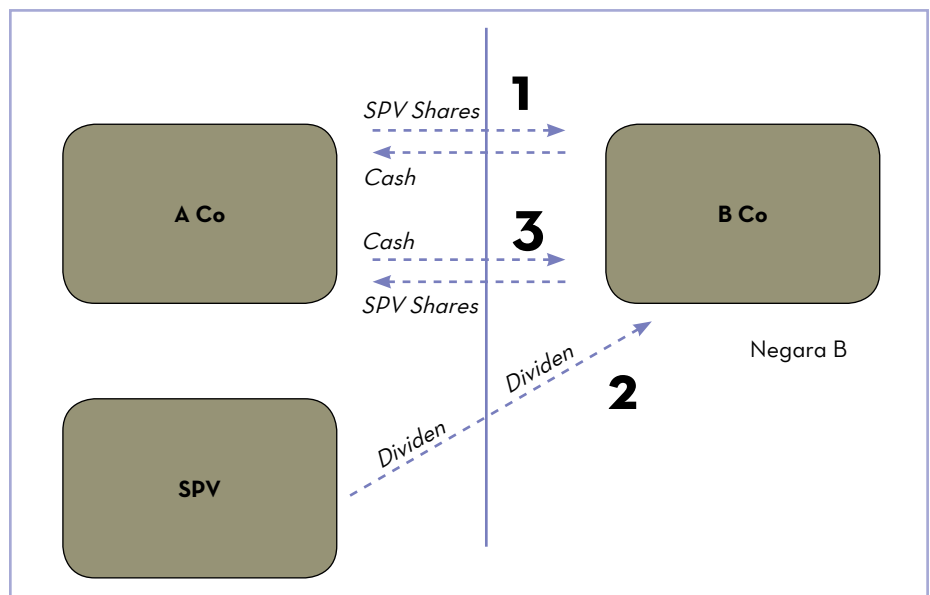 1
SPV Shares
Cash
A Co
B Co
3
Cash
SPV Shares
Negara B
Dividen
2
Dividen
SPV